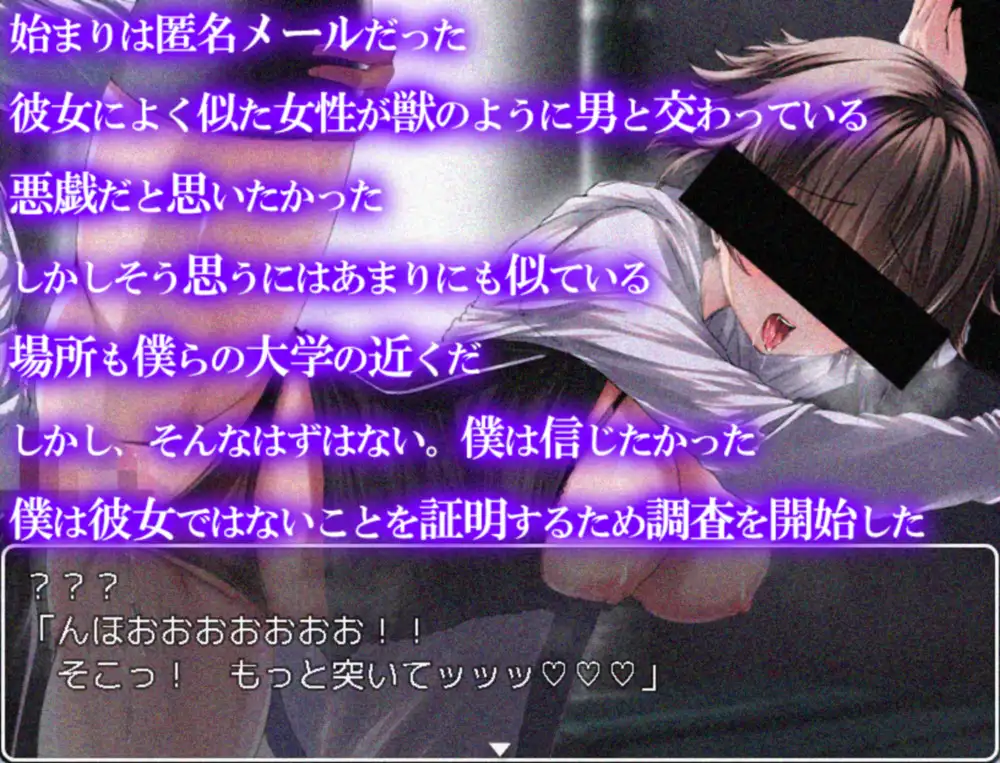 始まりは匿名メールだった
彼女によく似た女性が獣のように男と交わっている
悪戯だと思いたかった
しかしそう思うにはあまりにも似ている
場所も僕らの大学の近くだ
しかし、そんなはずはない。僕は信じたかった
僕は彼女ではないことを証明するため調査を開始した
？？？
「んほおおおおおおお！！
そこっ！　もっと突いてッッッ♡♡♡」